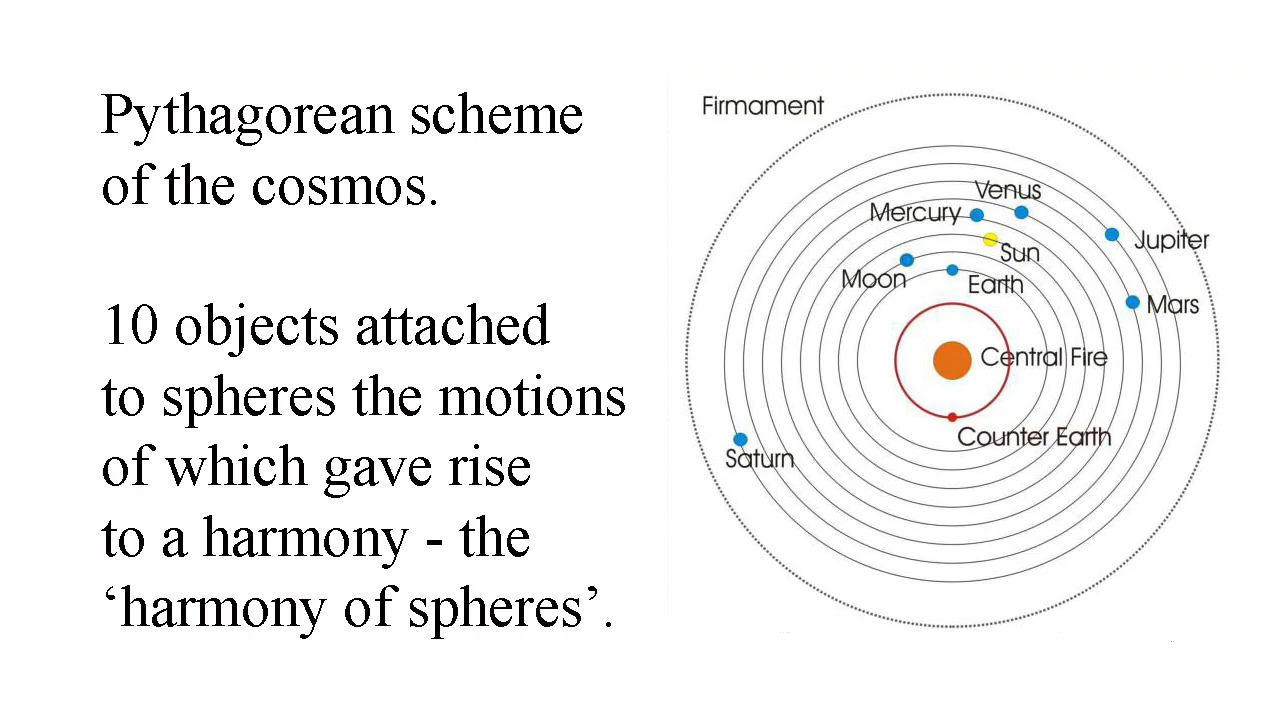 Pythagorean scheme
of the cosmos.
10 objects attached
to spheres the motions
of which gave rise
to a harmony - the
‘harmony of spheres’.
Firmament
Venus
Mercury
Jupiter
Sun
Moon
Earth
Mars
Central Fire
Counter Earth
Saturn